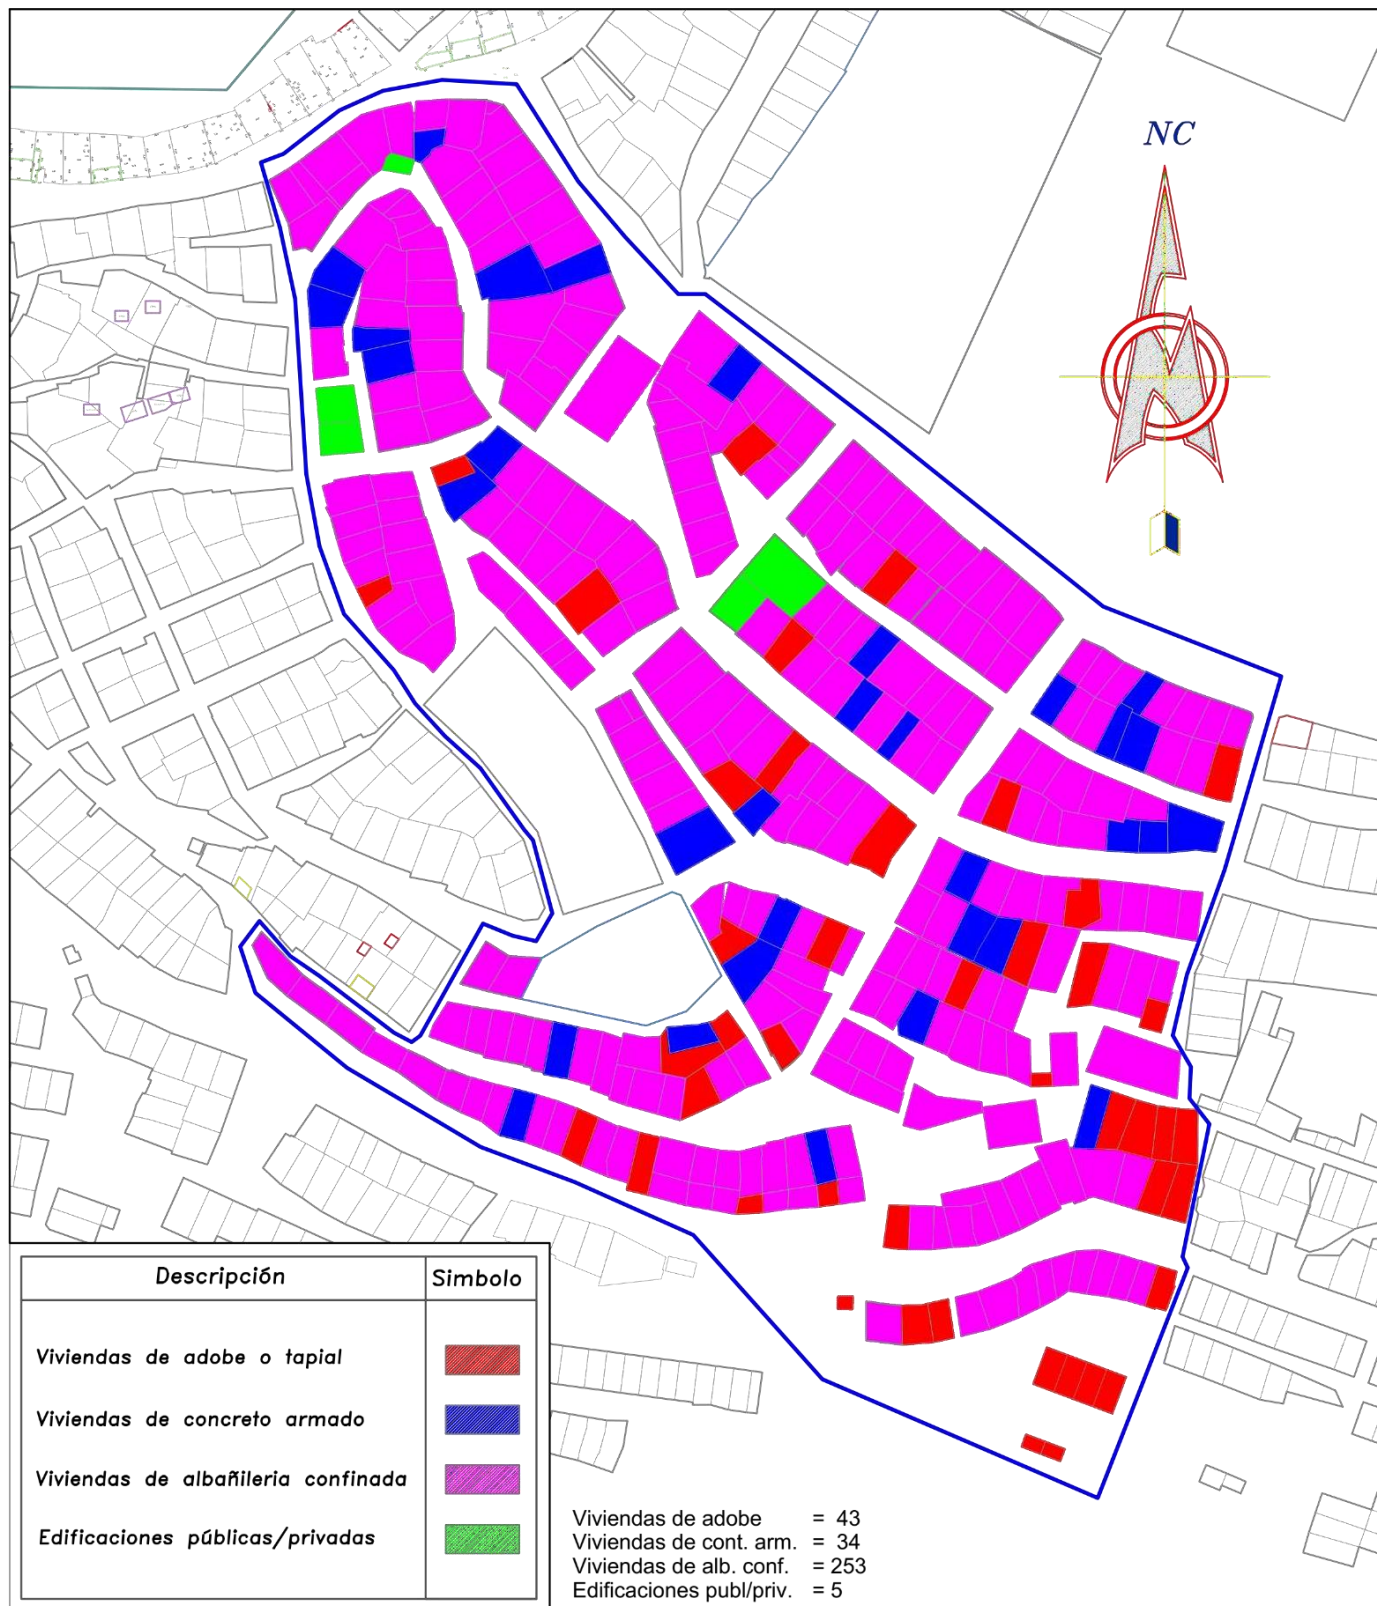 NC
Descripción Simbolo
Viviendas de adobe o tapial
Viviendas de concreto armado
Viviendas de albañileria confinada
Edificaciones públicas/privadas
Viviendas de adobe = 43
Viviendas de cont. arm. = 34
Viviendas de alb. conf. = 253
Edificaciones publ/priv. = 5